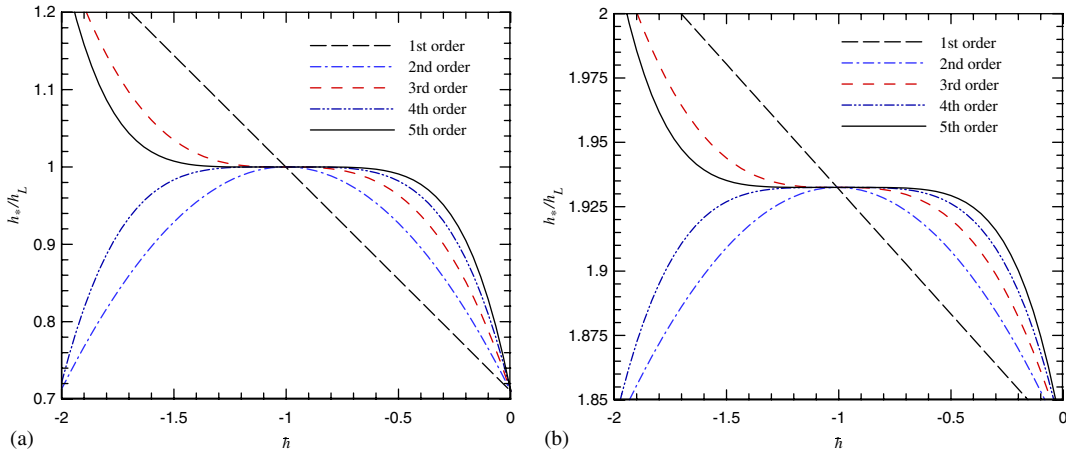 1.2
1.1
1
0.9
0.8
0.7
h*/hL
-2
-1.5
-1
-0.5
0
ħ
1st order
2nd order
3rd order
4th order
5th order
(a)
2
1.975
1.95
1.925
1.9
1.875
1.85
h*/hL
-2
-1.5
-1
-0.5
0
ħ
1st order
2nd order
3rd order
4th order
5th order
(b)